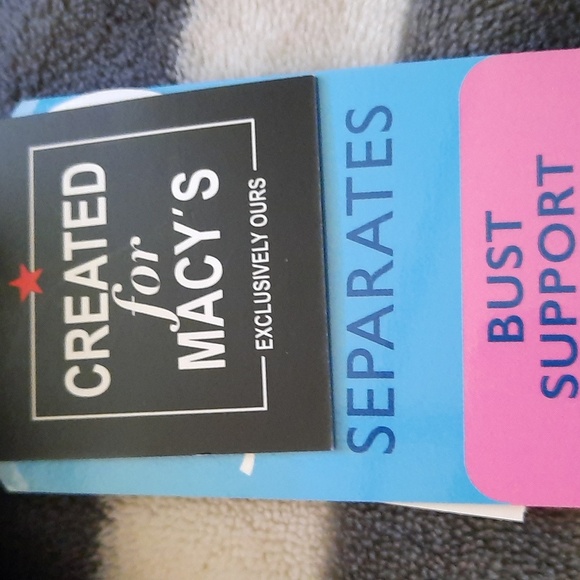 CREATED
for
MACY'S
EXCLUSIVELY OURS
SEPARATES
BUST
SUPPORT